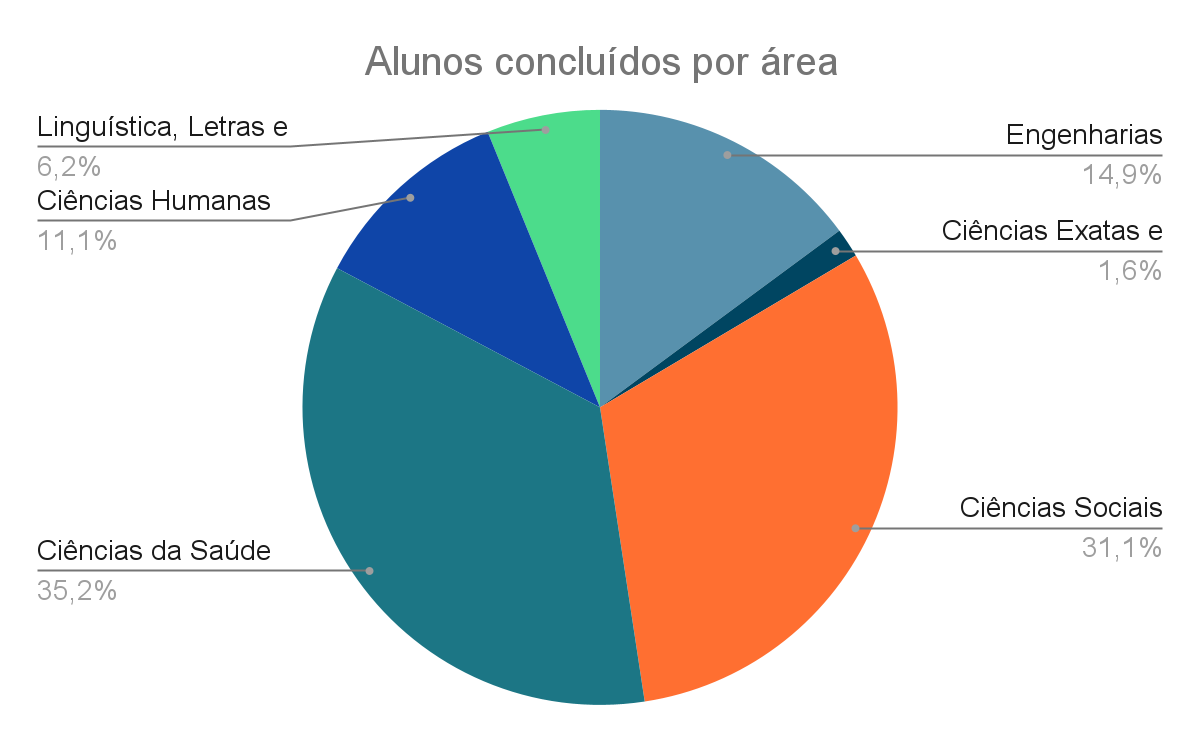 Alunos concluídos por área
Linguística, Letras e
6,2%
Ciências Humanas
11,1%
Ciências da Saúde
35,2%
Engenharias
14,9%
Ciências Exatas e
1,6%
Ciências Sociais
31,1%